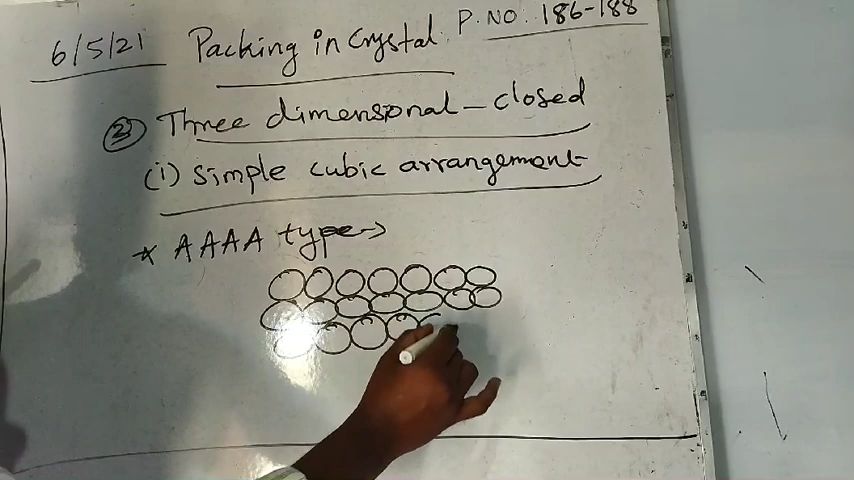 6/5/21 Packing in Crystal P. NO:. 186-188
(2) Three dimensional - closed
(i) Simple cubic arrangement
* AAAA type →